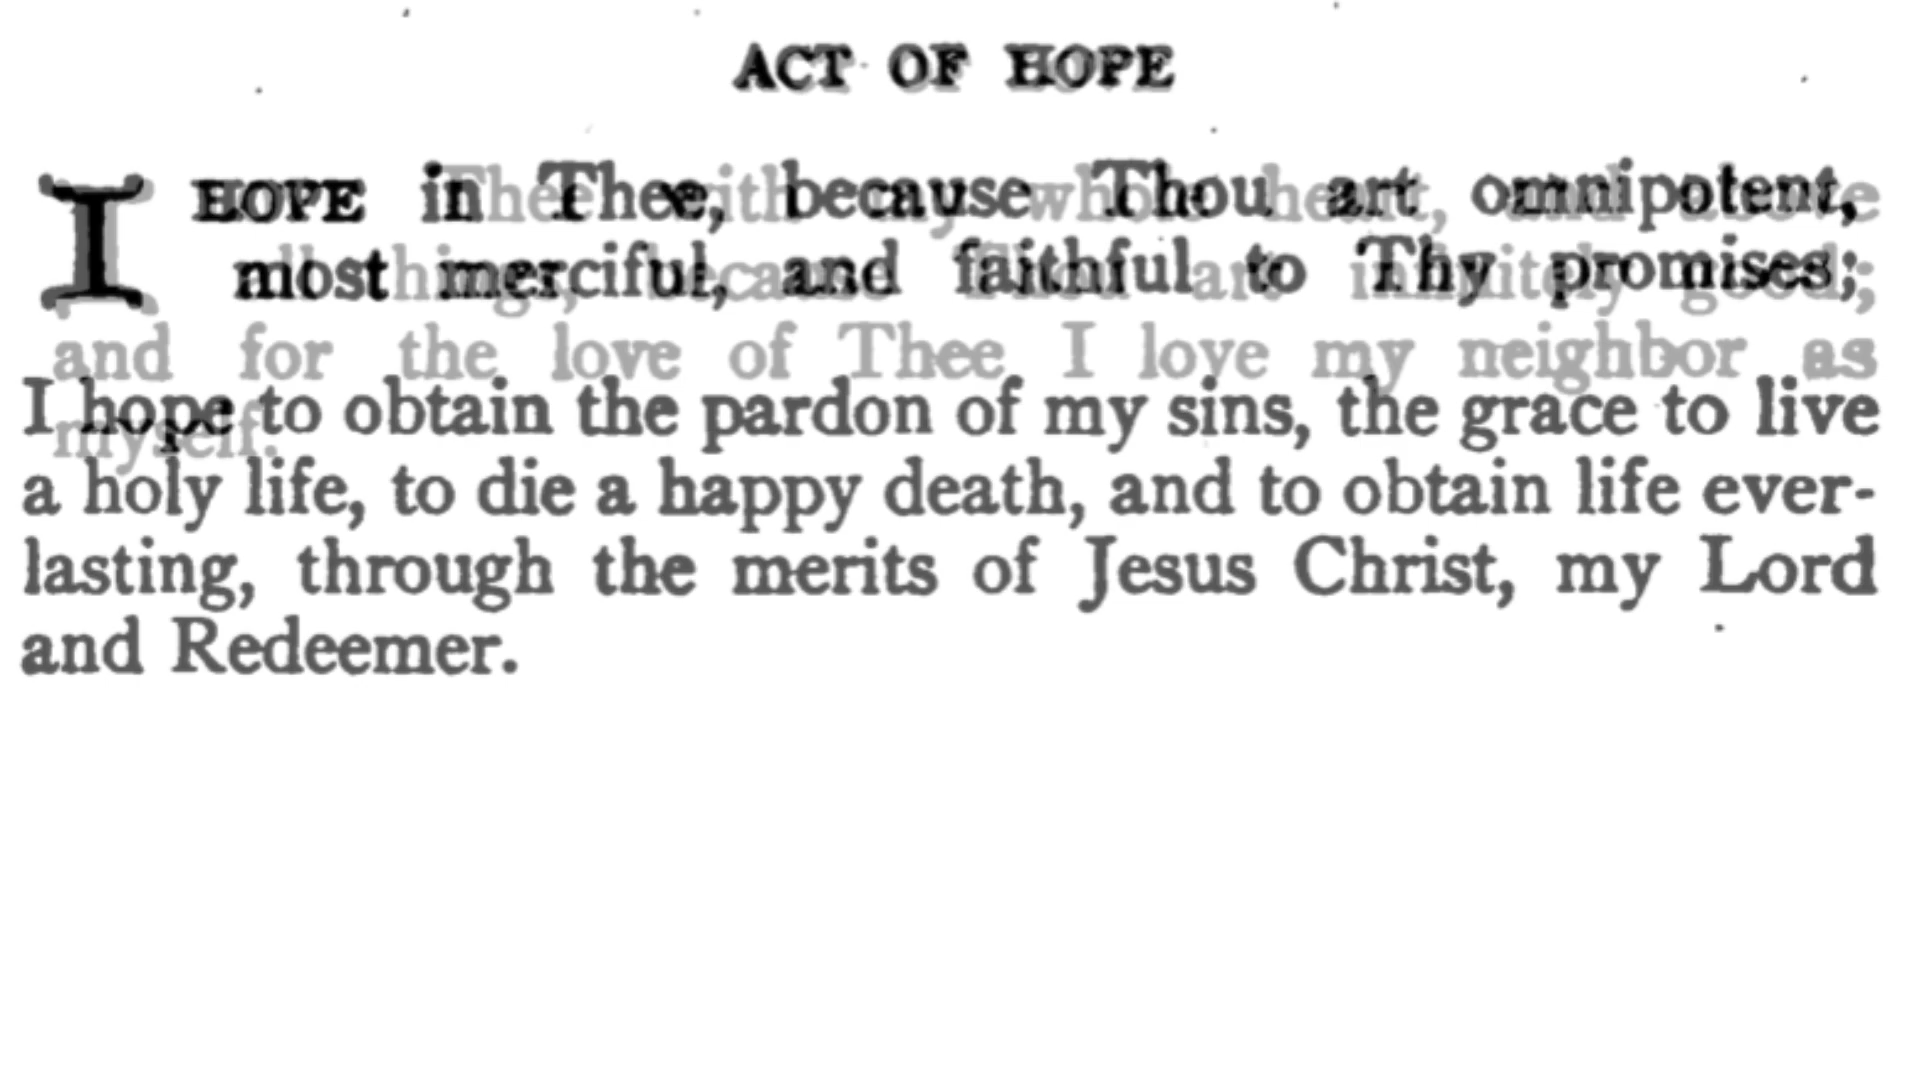 ACT OF HOPE
I HOPE in Thee, because Thou art omnipotent,
most merciful, and faithful to Thy promises;
and for the love of Thee I love my neighbor as
myself.
I hope to obtain the pardon of my sins, the grace to live
a holy life, to die a happy death, and to obtain life ever-
lasting, through the merits of Jesus Christ, my Lord
and Redeemer.